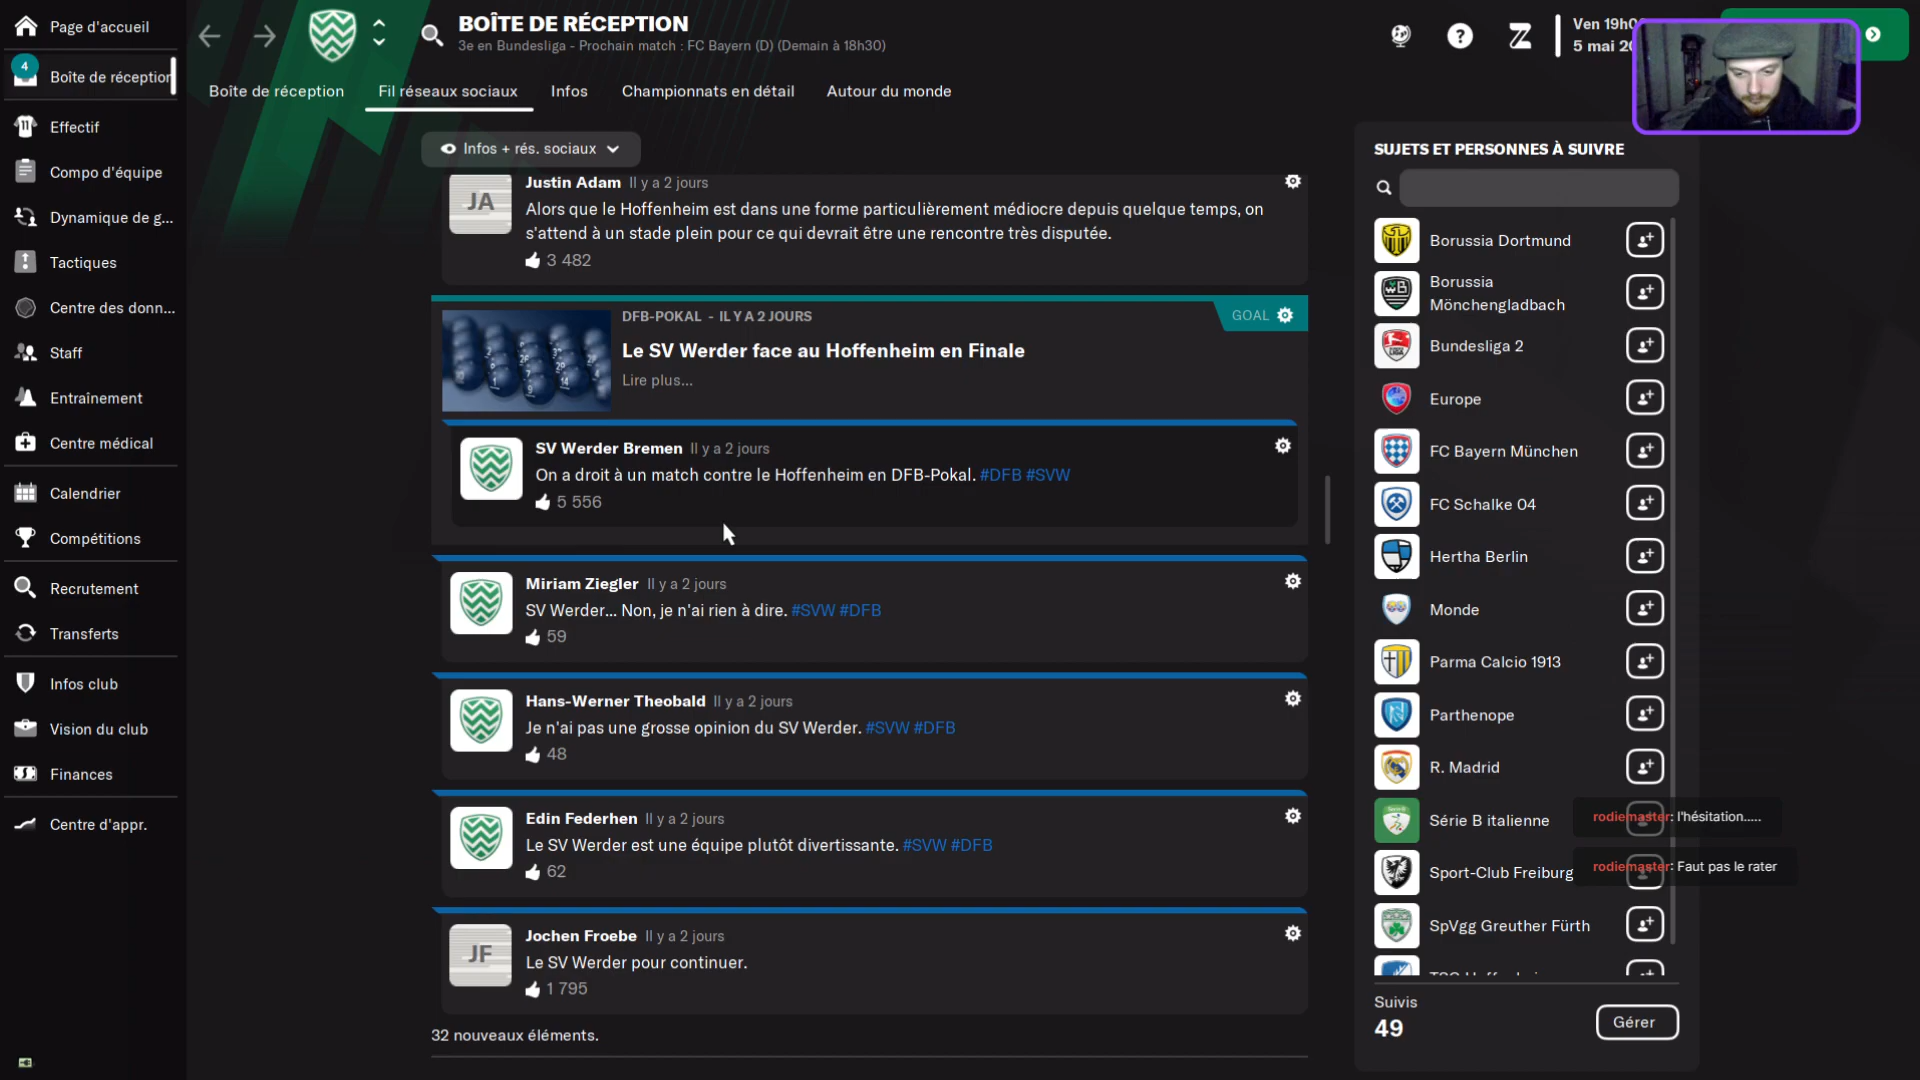 Page d'accueil
4
Boîte de réception
Effectif
Compo d'équipe
Dynamique de g...
Tactiques
Centre des donn...
Staff
Entraînement
Centre médical
Calendrier
Compétitions
Recrutement
Transferts
Infos club
Vision du club
Finances
Centre d'appr.
BOÎTE DE RÉCEPTION
3e en Bundesliga - Prochain match : FC Bayern (D) (Demain à 18h30)
Ven 19h
5 mai
Boîte de réception
Fil réseaux sociaux
Infos
Championnats en détail
Autour du monde
Infos + rés. sociaux
JA
Justin Adam Il y a 2 jours
Alors que le Hoffenheim est dans une forme particulièrement médiocre depuis quelque temps, on
s'attend à un stade plein pour ce qui devrait être une rencontre très disputée.
3 482
DFB-POKAL - IL Y A 2 JOURS
GOAL
Le SV Werder face au Hoffenheim en Finale
Lire plus...
SV Werder Bremen Il y a 2 jours
On a droit à un match contre le Hoffenheim en DFB-Pokal. #DFB #SVW
5 556
Miriam Ziegler Il y a 2 jours
SV Werder... Non, je n'ai rien à dire. #SVW #DFB
59
Hans-Werner Theobald Il y a 2 jours
Je n'ai pas une grosse opinion du SV Werder. #SVW #DFB
48
Edin Federhen Il y a 2 jours
Le SV Werder est une équipe plutôt divertissante. #SVW #DFB
62
JF
Jochen Froebe Il y a 2 jours
Le SV Werder pour continuer.
1 795
32 nouveaux éléments.
SUJETS ET PERSONNES À SUIVRE
Borussia Dortmund
Borussia
Mönchengladbach
Bundesliga 2
Europe
FC Bayern München
FC Schalke 04
Hertha Berlin
Monde
Parma Calcio 1913
Parthenope
R. Madrid
Série B italienne
rodiemaster: l'hésitation.....
Sport-Club Freiburg
rodiemaster: Faut pas le rater
SpVgg Greuther Fürth
Suivis
49
Gérer